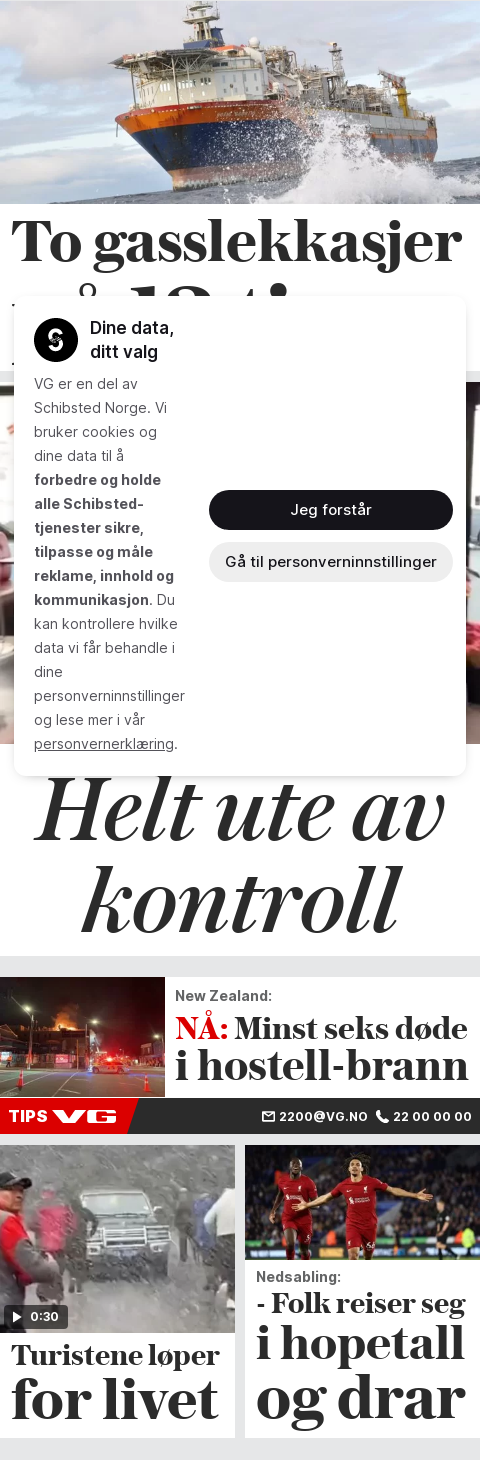 To gasslekkasjer
Dine data,
ditt valg
VG er en del av
Schibsted Norge. Vi
bruker cookies og
dine data til å
forbedre og holde
alle Schibsted-
tjenester sikre,
tilpasse og måle
reklame, innhold og
kommunikasjon. Du
kan kontrollere hvilke
data vi får behandle i
dine
personverninnstillinger
og lese mer i vår
personvernerklæring.
Jeg forstår
Gå til personverninnstillinger
Helt ute av
kontroll
New Zealand:
NÅ: Minst seks døde
i hostell-brann
TIPS VG
2200@VG.NO 22 00 00 00
0:30
Turistene løper
for livet
Nedsabling:
- Folk reiser seg
i hopetall
og drar